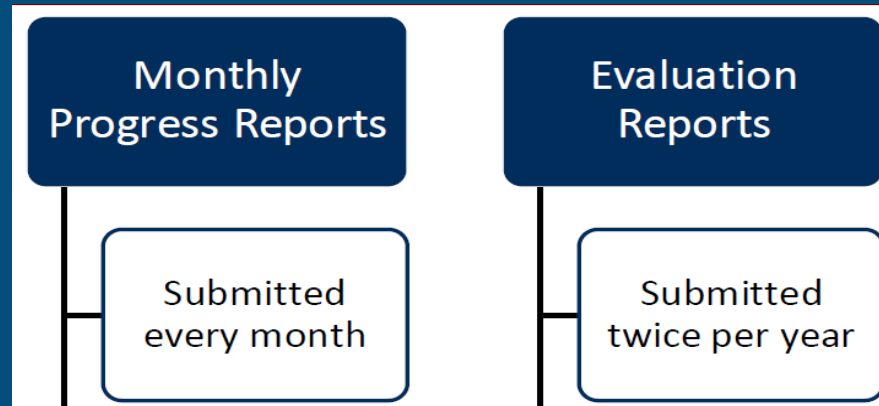 Monthly
Progress Reports
Submitted
every month
Evaluation
Reports
Submitted
twice per year